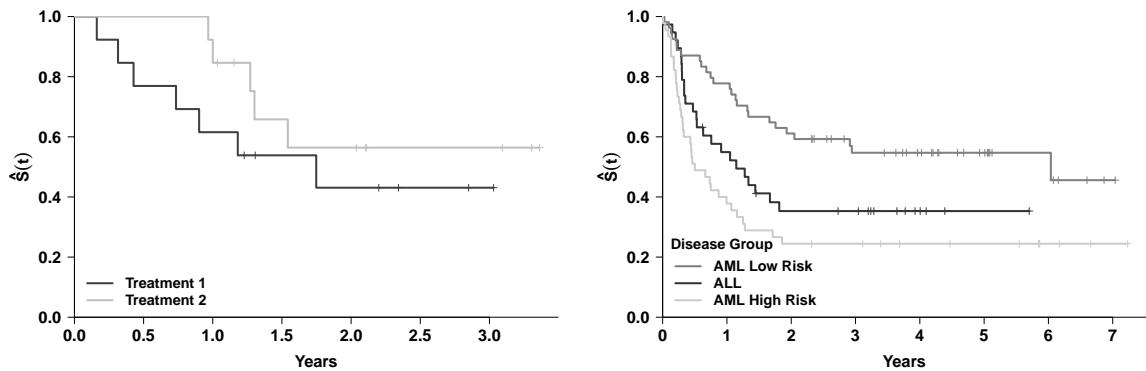 1.0
0.8
0.6
0.4
0.2
0.0
Ŝ(t)
Treatment 1
Treatment 2
0.0 0.5 1.0 1.5 2.0 2.5 3.0
Years
1.0
0.8
0.6
0.4
0.2
0.0
Ŝ(t)
Disease Group
AML Low Risk
ALL
AML High Risk
0 1 2 3 4 5 6 7
Years